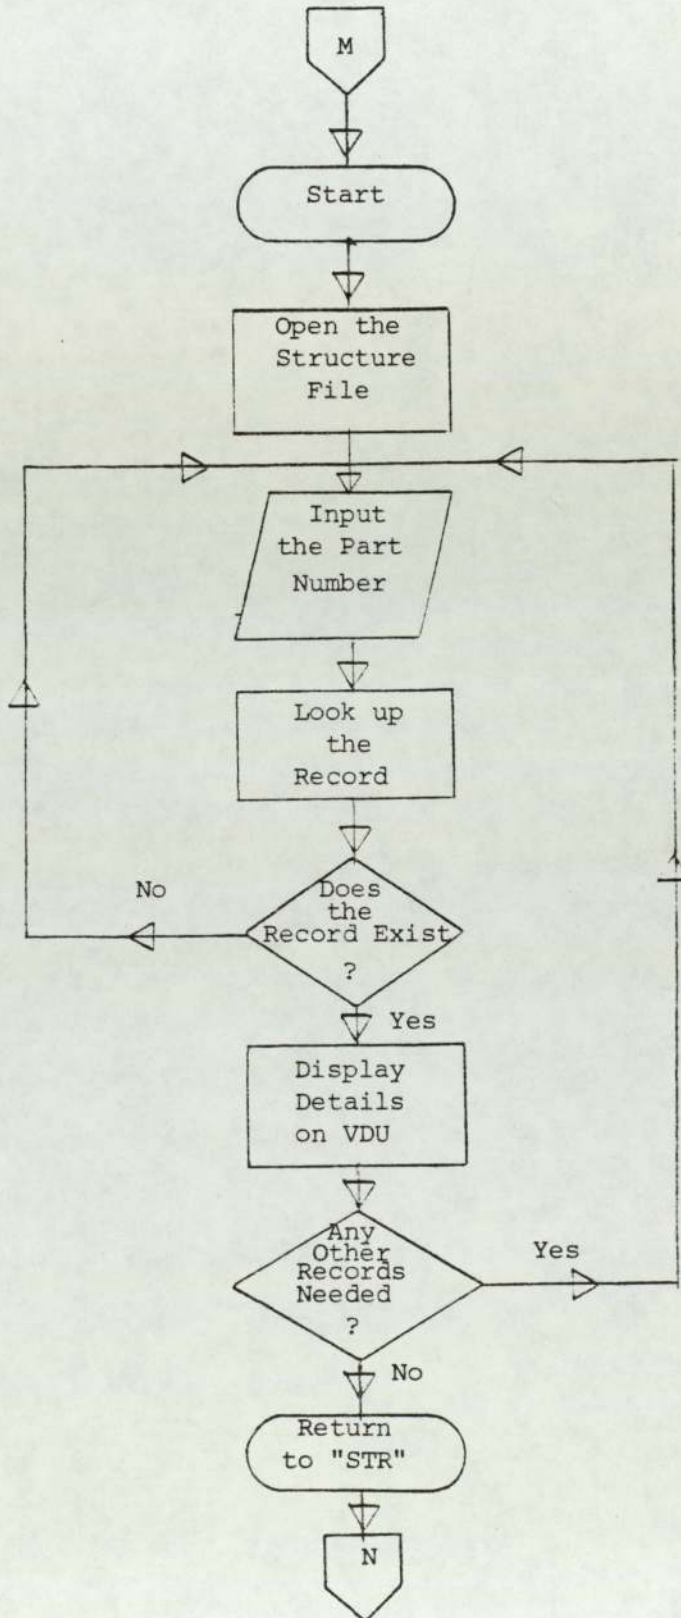 M
Start
Open the
Structure
File
Input
the Part
Number
Look up
the
Record
No
Does
the
Record Exist
?
Yes
Display
Details
on VDU
Any
Other
Records
Needed
?
Yes
No
Return
to "STR"
N